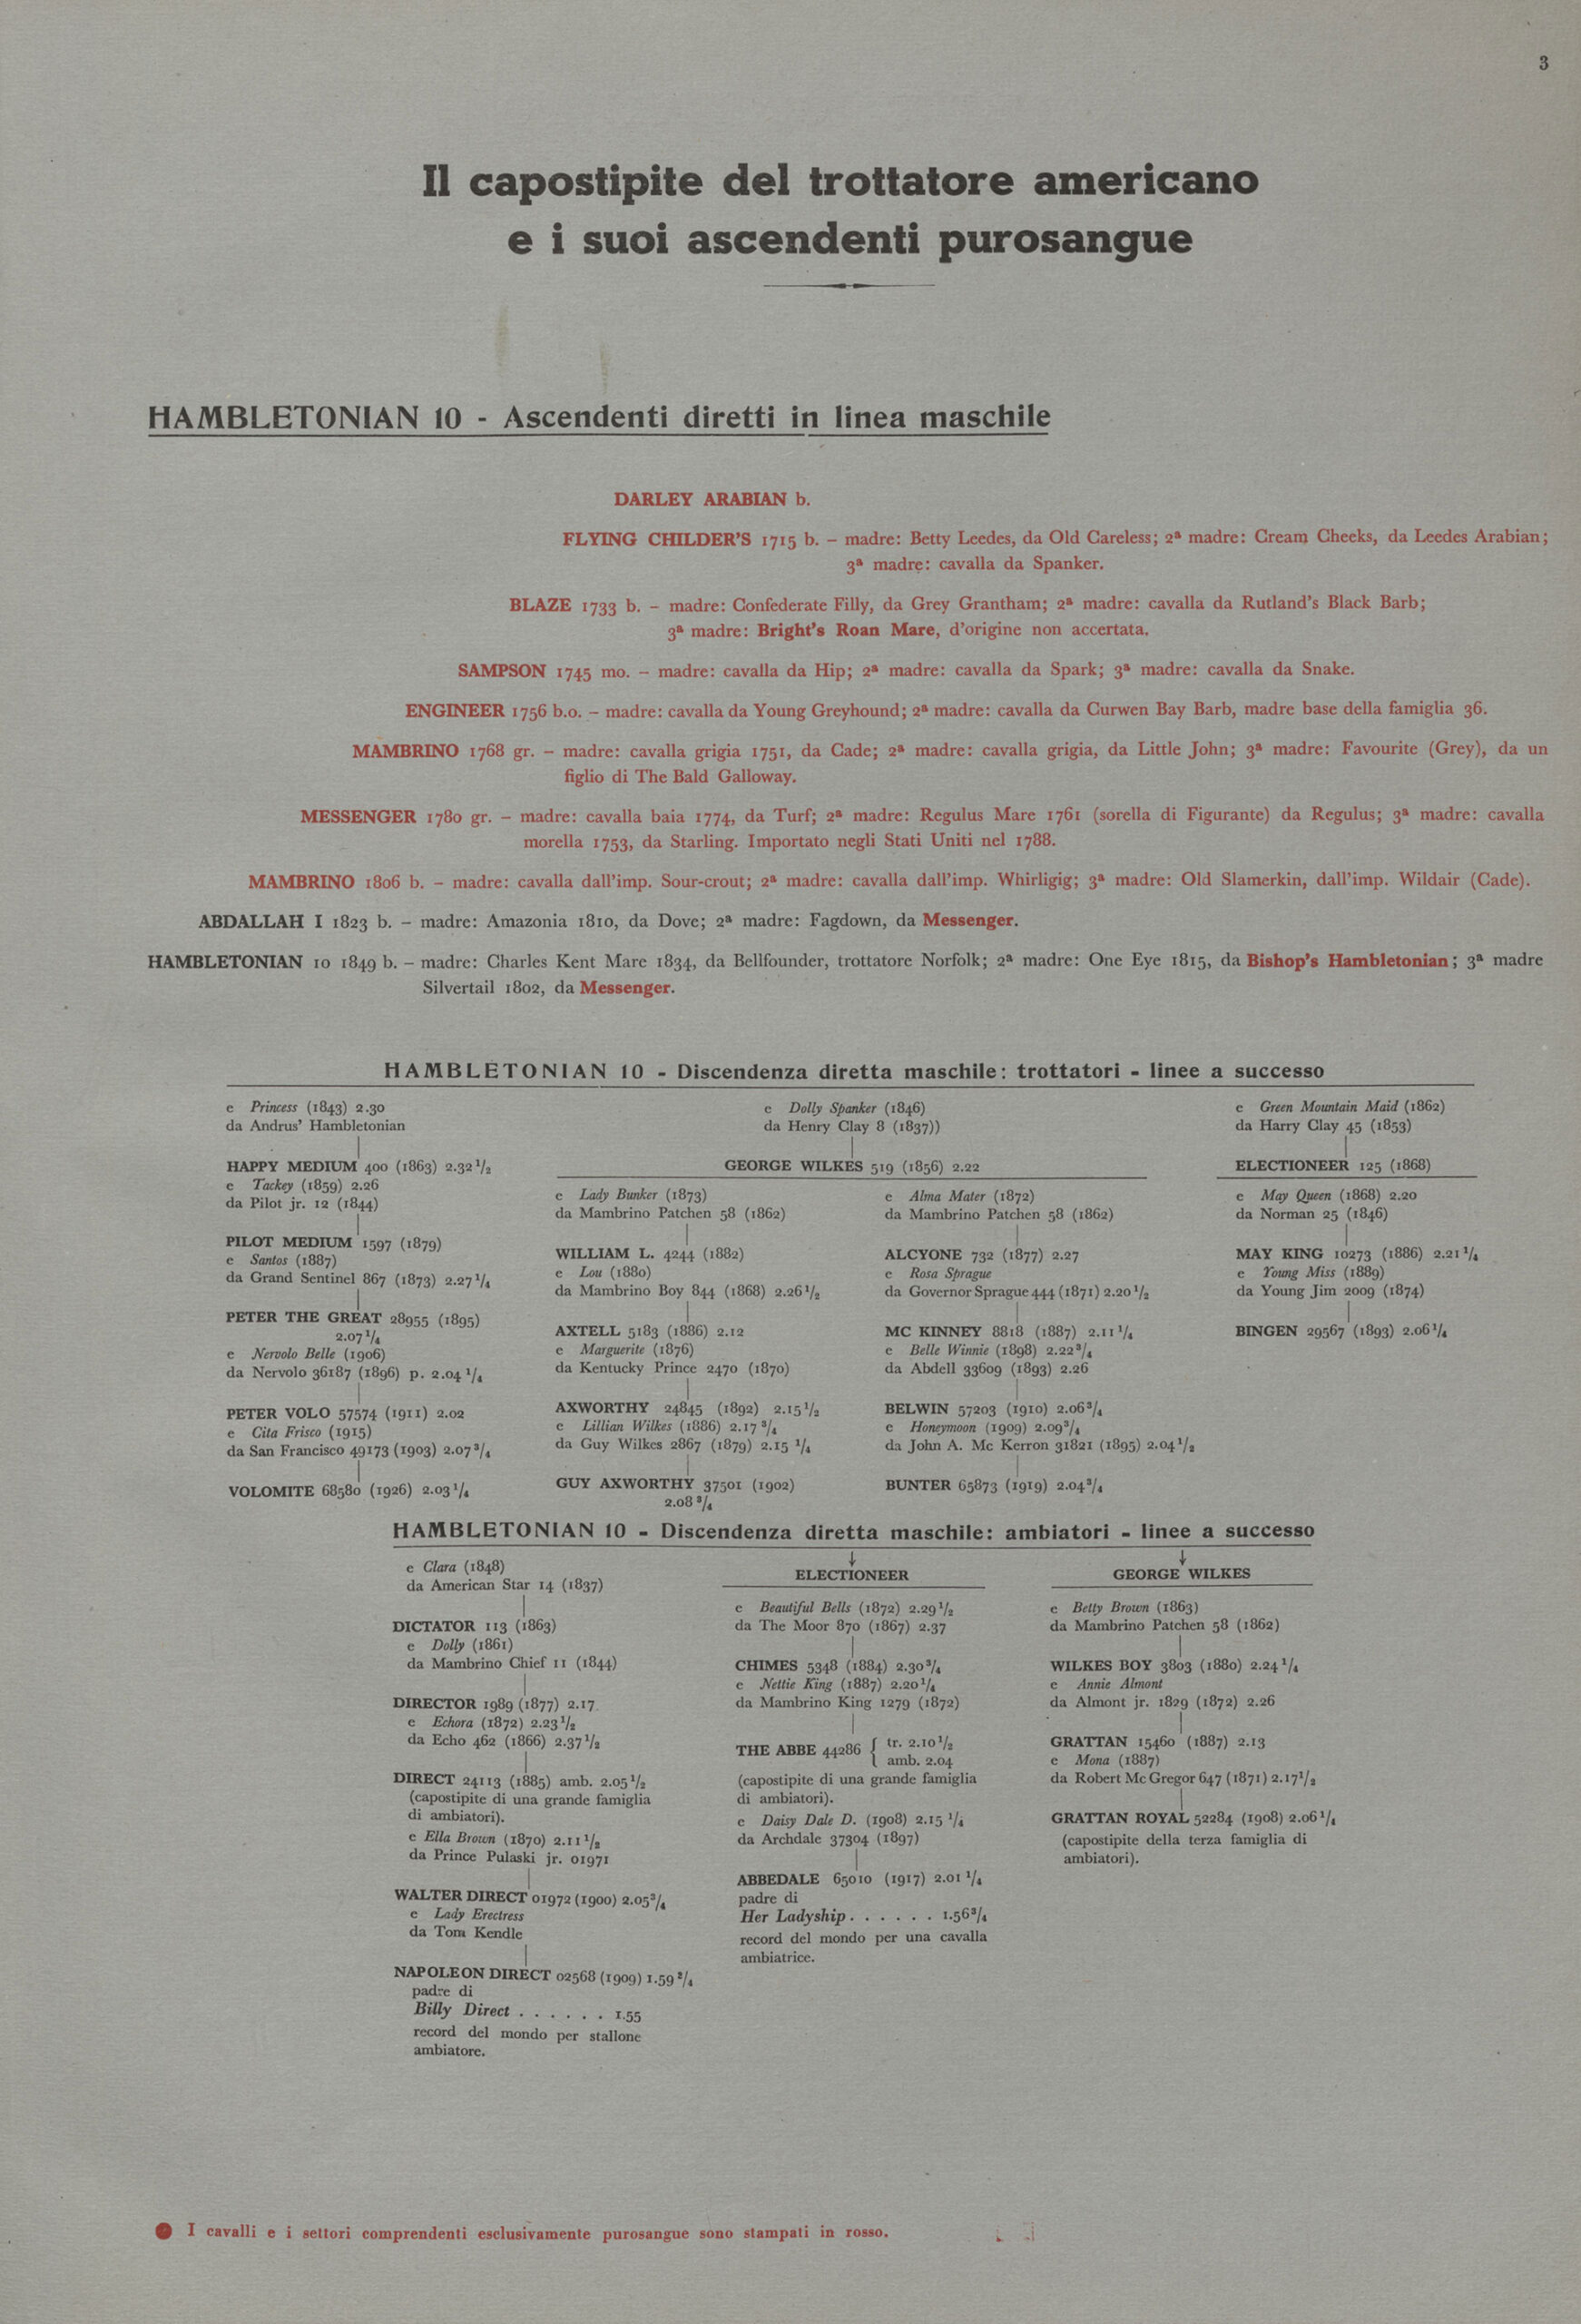 3
Il capostipite del trottatore americano
e i suoi ascendenti purosangue
HAMBLETONIAN 10 - Ascendenti diretti in linea maschile
DARLEY ARABIAN b.
FLYING CHILDER'S 1715 b. – madre: Betty Leedes, da Old Careless; 2ª madre: Cream Cheeks, da Leedes Arabian;
3ª madre: cavalla da Spanker.
BLAZE 1733 b. – madre: Confederate Filly, da Grey Grantham; 2ª madre: cavalla da Rutland's Black Barb;
3ª madre: Bright's Roan Mare, d'origine non accertata.
SAMPSON 1745 mo. – madre: cavalla da Hip; 2ª madre: cavalla da Spark; 3ª madre: cavalla da Snake.
ENGINEER 1756 b.o. – madre: cavalla da Young Greyhound; 2ª madre: cavalla da Curwen Bay Barb, madre base della famiglia 36.
MAMBRINO 1768 gr. – madre: cavalla grigia 1751, da Cade; 2ª madre: cavalla grigia, da Little John; 3ª madre: Favourite (Grey), da un
figlio di The Bald Galloway.
MESSENGER 1780 gr. – madre: cavalla baia 1774, da Turf; 2ª madre: Regulus Mare 1761 (sorella di Figurante) da Regulus; 3ª madre: cavalla
morella 1753, da Starling. Importato negli Stati Uniti nel 1788.
MAMBRINO 1806 b. – madre: cavalla dall'imp. Sour-crout; 2ª madre: cavalla dall'imp. Whirligig; 3ª madre: Old Slamerkin, dall'imp. Wildair (Cade).
ABDALLAH I 1823 b. – madre: Amazonia 1810, da Dove; 2ª madre: Fagdown, da Messenger.
HAMBLETONIAN 10 1849 b. – madre: Charles Kent Mare 1834, da Bellfounder, trottatore Norfolk; 2ª madre: One Eye 1815, da Bishop's Hambletonian; 3ª madre
Silvertail 1802, da Messenger.
HAMBLETONIAN 10 - Discendenza diretta maschile: trottatori - linee a successo
e Princess (1843) 2.30
da Andrus' Hambletonian
HAPPY MEDIUM 400 (1863) 2.32 1/2
e Tackey (1859) 2.26
da Pilot jr. 12 (1844)
PILOT MEDIUM 1597 (1879)
e Santos (1887)
da Grand Sentinel 867 (1873) 2.27 1/4
PETER THE GREAT 28955 (1895)
2.07 1/4
e Nervolo Belle (1906)
da Nervolo 36187 (1896) p. 2.04 1/4
PETER VOLO 57574 (1911) 2.02
e Cita Frisco (1915)
da San Francisco 49173 (1903) 2.07 3/4
VOLOMITE 68580 (1926) 2.03 1/4
e Dolly Spanker (1846)
da Henry Clay 8 (1837))
GEORGE WILKES 519 (1856) 2.22
e Lady Bunker (1873)
da Mambrino Patchen 58 (1862)
WILLIAM L. 4244 (1882)
e Lou (1880)
da Mambrino Boy 844 (1868) 2.26 1/2
AXTELL 5183 (1886) 2.12
e Marguerite (1876)
da Kentucky Prince 2470 (1870)
AXWORTHY 24845 (1892) 2.15 1/2
e Lillian Wilkes (1886) 2.17 3/4
da Guy Wilkes 2867 (1879) 2.15 1/4
GUY AXWORTHY 37501 (1902)
2.08 3/4
e Alma Mater (1872)
da Mambrino Patchen 58 (1862)
ALCYONE 732 (1877) 2.27
e Rosa Sprague
da Governor Sprague 444 (1871) 2.20 1/2
MC KINNEY 8818 (1887) 2.11 1/4
e Belle Winnie (1898) 2.22 3/4
da Abdell 33609 (1893) 2.26
BELWIN 57203 (1910) 2.06 3/4
e Honeymoon (1909) 2.09 3/4
da John A. Mc Kerron 31821 (1895) 2.04 1/2
BUNTER 65873 (1919) 2.04 3/4
e Green Mountain Maid (1862)
da Harry Clay 45 (1853)
ELECTIONEER 125 (1868)
e May Queen (1868) 2.20
da Norman 25 (1846)
MAY KING 10273 (1886) 2.21 1/4
e Young Miss (1889)
da Young Jim 2009 (1874)
BINGEN 29567 (1893) 2.06 1/4
HAMBLETONIAN 10 - Discendenza diretta maschile: ambiatori - linee a successo
e Clara (1848)
da American Star 14 (1837)
DICTATOR 113 (1863)
e Dolly (1861)
da Mambrino Chief 11 (1844)
DIRECTOR 1989 (1877) 2.17
e Echora (1872) 2.23 1/2
da Echo 462 (1866) 2.37 1/2
DIRECT 24113 (1885) amb. 2.05 1/2
(capostipite di una grande famiglia
di ambiatori).
e Ella Brown (1870) 2.11 1/2
da Prince Pulaski jr. 01971
WALTER DIRECT 01972 (1900) 2.05 3/4
e Lady Erectress
da Tom Kendle
NAPOLEON DIRECT 02568 (1909) 1.59 2/4
padre di
Billy Direct . . . . . . 1.55
record del mondo per stallone
ambiatore.
ELECTIONEER
e Beautiful Bells (1872) 2.29 1/2
da The Moor 870 (1867) 2.37
CHIMES 5348 (1884) 2.30 3/4
e Nettie King (1887) 2.20 1/4
da Mambrino King 1279 (1872)
THE ABBE 44286 { tr. 2.10 1/2
amb. 2.04
(capostipite di una grande famiglia
di ambiatori).
e Daisy Dale D. (1908) 2.15 1/4
da Archdale 37304 (1897)
ABBEDALE 65010 (1917) 2.01 1/4
padre di
Her Ladyship . . . . . . 1.56 3/4
record del mondo per una cavalla
ambiatrice.
GEORGE WILKES
e Betty Brown (1863)
da Mambrino Patchen 58 (1862)
WILKES BOY 3803 (1880) 2.24 1/4
e Annie Almont
da Almont jr. 1829 (1872) 2.26
GRATTAN 15460 (1887) 2.13
e Mona (1887)
da Robert Mc Gregor 647 (1871) 2.17 1/2
GRATTAN ROYAL 52284 (1908) 2.06 1/4
(capostipite della terza famiglia di
ambiatori).
● I cavalli e i settori comprendenti esclusivamente purosangue sono stampati in rosso.